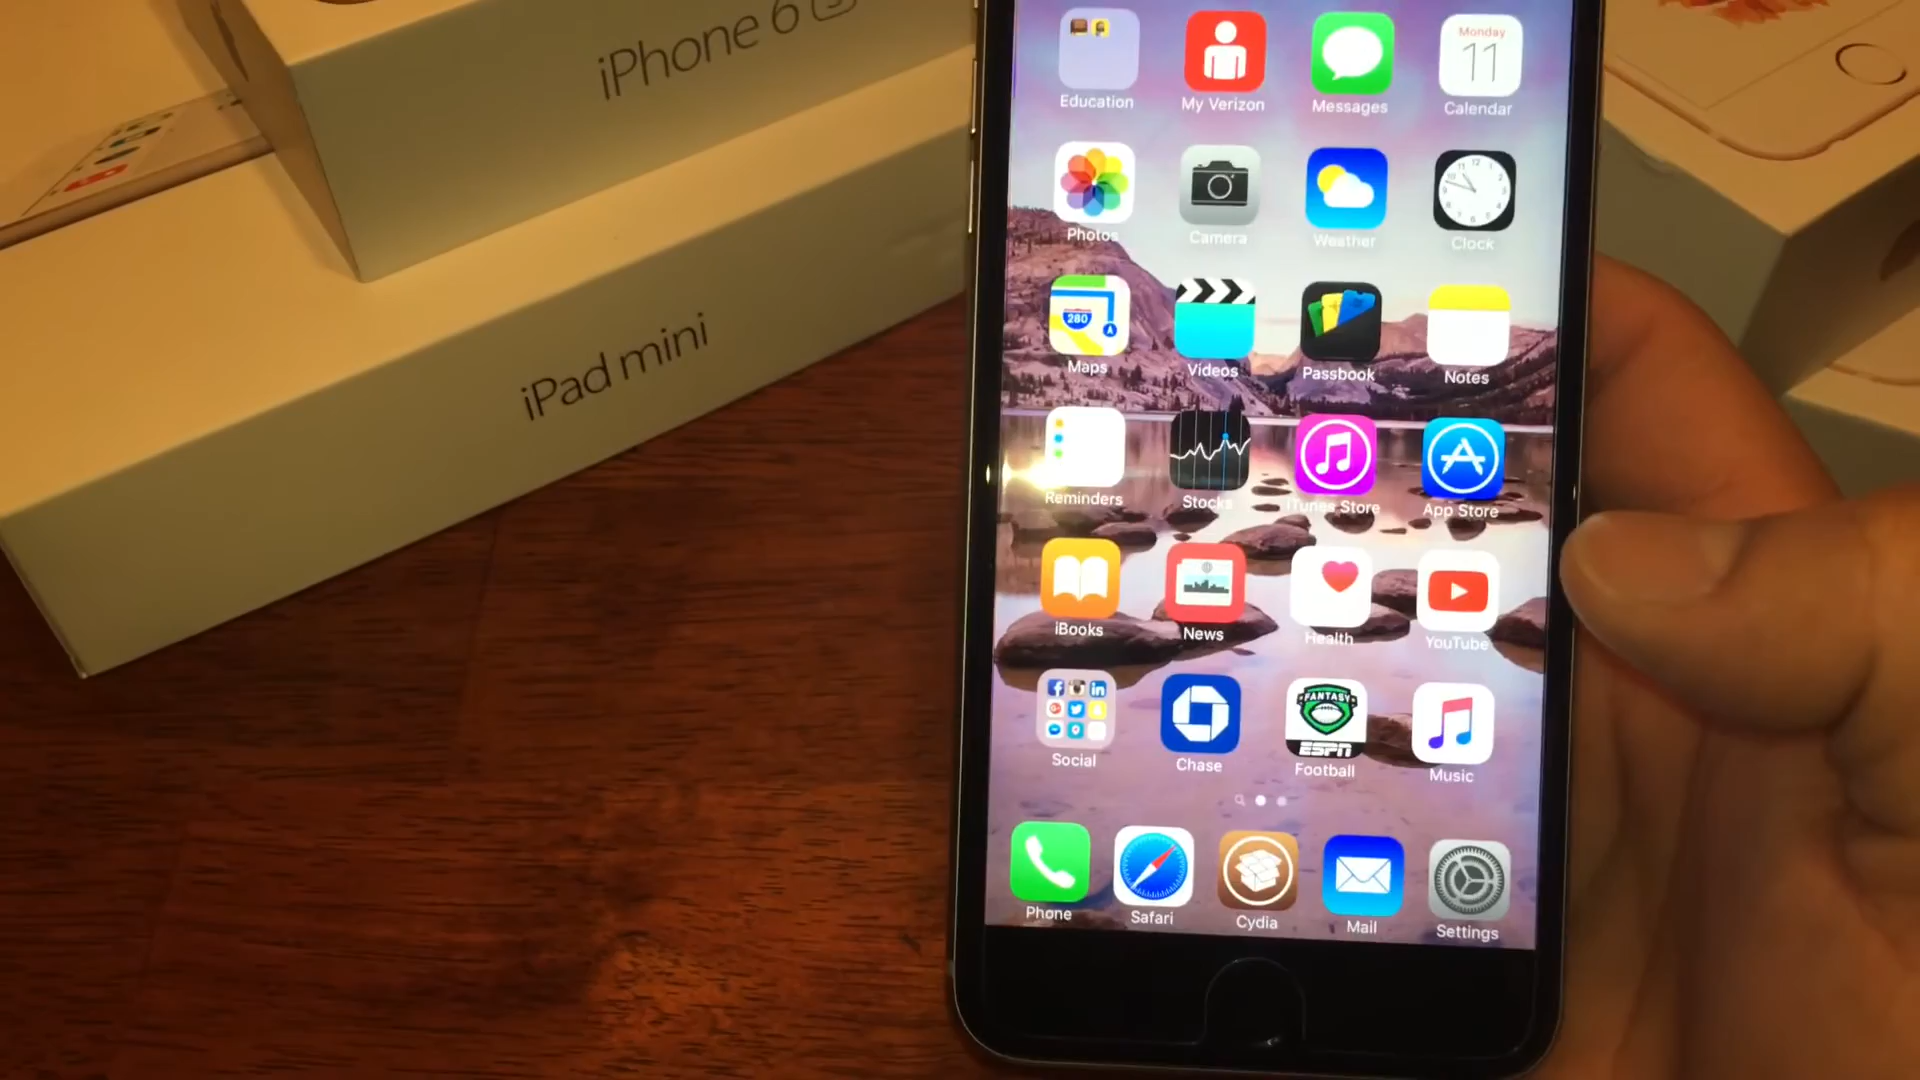 iPhone 6 S
iPad mini
Monday
11
Education
My Verizon
Messages
Calendar
Photos
Camera
Weather
Clock
280
Maps
Videos
Passbook
Notes
Reminders
Stocks
iTunes Store
App Store
iBooks
News
Health
YouTube
Social
Chase
FANTASY
ESPN
Football
Music
Phone
Safari
Cydia
Mail
Settings